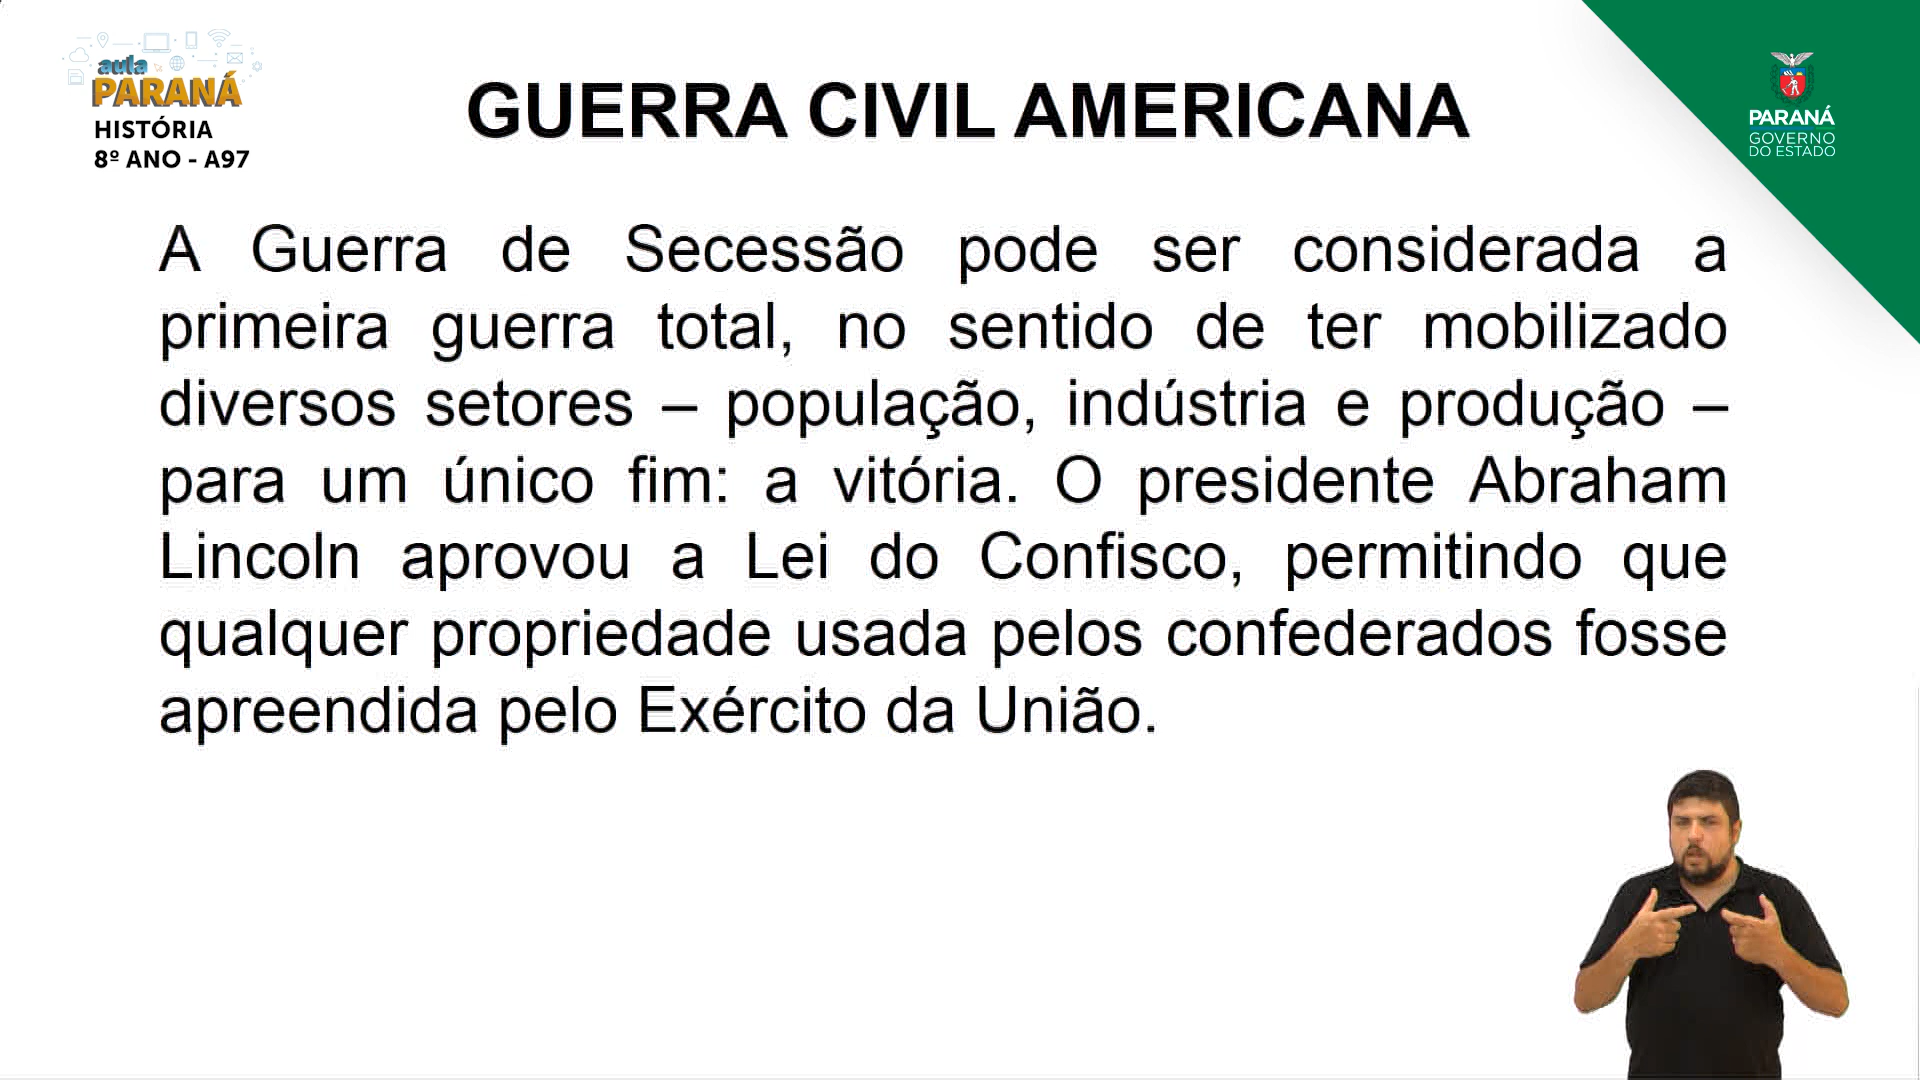 aula
PARANÁ
HISTÓRIA
8º ANO - A97
GUERRA CIVIL AMERICANA
PARANÁ
GOVERNO
DO ESTADO
A Guerra de Secessão pode ser considerada a
primeira guerra total, no sentido de ter mobilizado
diversos setores – população, indústria e produção –
para um único fim: a vitória. O presidente Abraham
Lincoln aprovou a Lei do Confisco, permitindo que
qualquer propriedade usada pelos confederados fosse
apreendida pelo Exército da União.